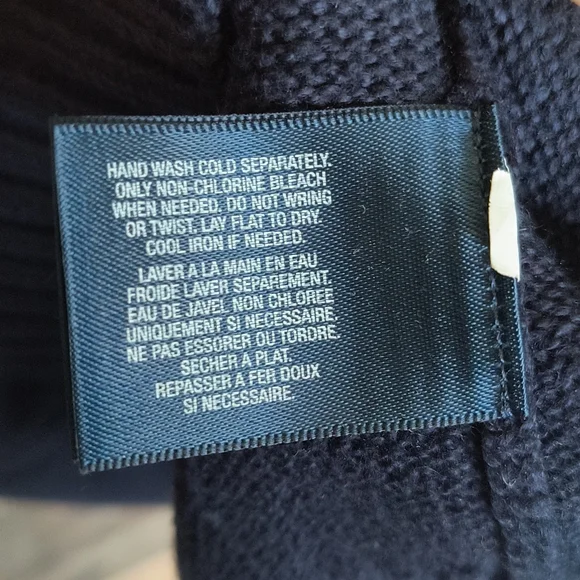 HAND WASH COLD SEPARATELY.
ONLY NON-CHLORINE BLEACH
WHEN NEEDED. DO NOT WRING
OR TWIST. LAY FLAT TO DRY.
COOL IRON IF NEEDED.
LAVER A LA MAIN EN EAU
FROIDE LAVER SEPAREMENT.
EAU DE JAVEL NON CHLOREE
UNIQUEMENT SI NECESSAIRE.
NE PAS ESSORER OU TORDRE.
SECHER A PLAT.
REPASSER A FER DOUX
SI NECESSAIRE.